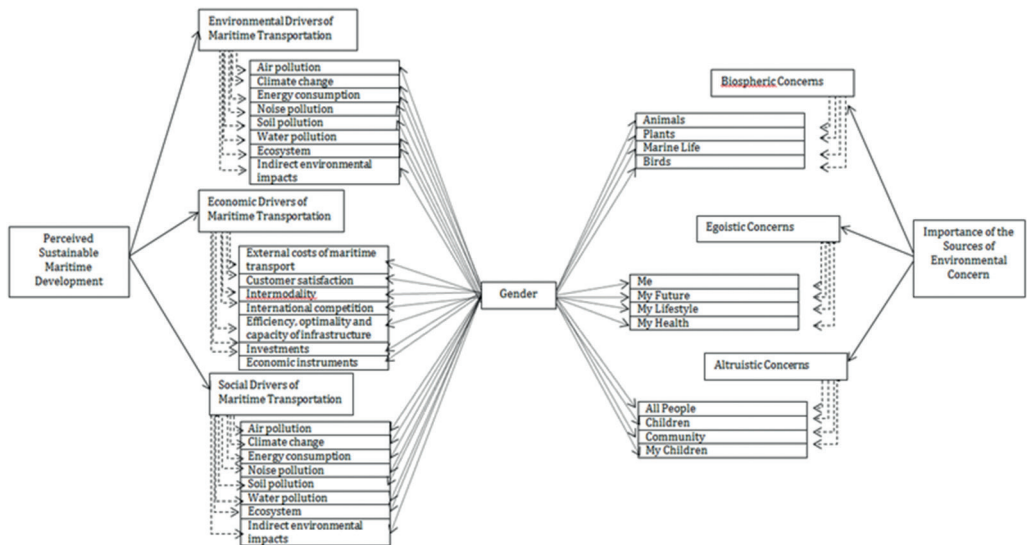 Environmental Drivers of
Maritime Transportation
Air pollution
Climate change
Energy consumption
Noise pollution
Soil pollution
Water pollution
Ecosystem
Indirect environmental
impacts
Economic Drivers of
Maritime Transportation
External costs of maritime
transport
Customer satisfaction
Intermodality
International competition
Efficiency, optimality and
capacity of infrastructure
Investments
Economic instruments
Social Drivers of
Maritime Transportation
Air pollution
Climate change
Energy consumption
Noise pollution
Soil pollution
Water pollution
Ecosystem
Indirect environmental
impacts
Perceived
Sustainable
Maritime
Development
Gender
Biospheric Concerns
Animals
Plants
Marine Life
Birds
Egoistic Concerns
Me
My Future
My Lifestyle
My Health
Altruistic Concerns
All People
Children
Community
My Children
Importance of the
Sources of
Environmental
Concern